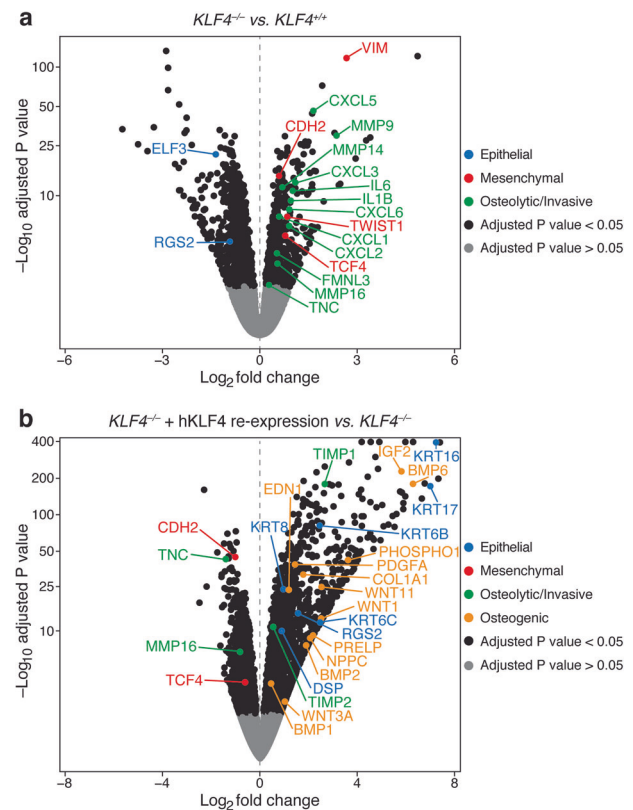 a
KLF4⁻/⁻ vs. KLF4⁺/⁺
−Log₁₀ adjusted P value
100
50
25
10
VIM
CXCL5
MMP9
CDH2
MMP14
ELF3
CXCL3
IL6
IL1B
CXCL6
TWIST1
RGS2
CXCL1
CXCL2
TCF4
FMNL3
MMP16
TNC
−6
−3
0
3
6
Log₂ fold change
Epithelial
Mesenchymal
Osteolytic/Invasive
Adjusted P value < 0.05
Adjusted P value > 0.05
b
KLF4⁻/⁻ + hKLF4 re-expression vs. KLF4⁻/⁻
−Log₁₀ adjusted P value
400
200
100
50
25
10
TIMP1
IGF2
KRT16
BMP6
EDN1
KRT17
CDH2
KRT8
KRT6B
TNC
PHOSPHO1
PDGFA
COL1A1
WNT11
WNT1
KRT6C
RGS2
MMP16
PRELP
NPPC
BMP2
TCF4
DSP
TIMP2
WNT3A
BMP1
−8
−4
0
4
8
Log₂ fold change
Epithelial
Mesenchymal
Osteolytic/Invasive
Osteogenic
Adjusted P value < 0.05
Adjusted P value > 0.05